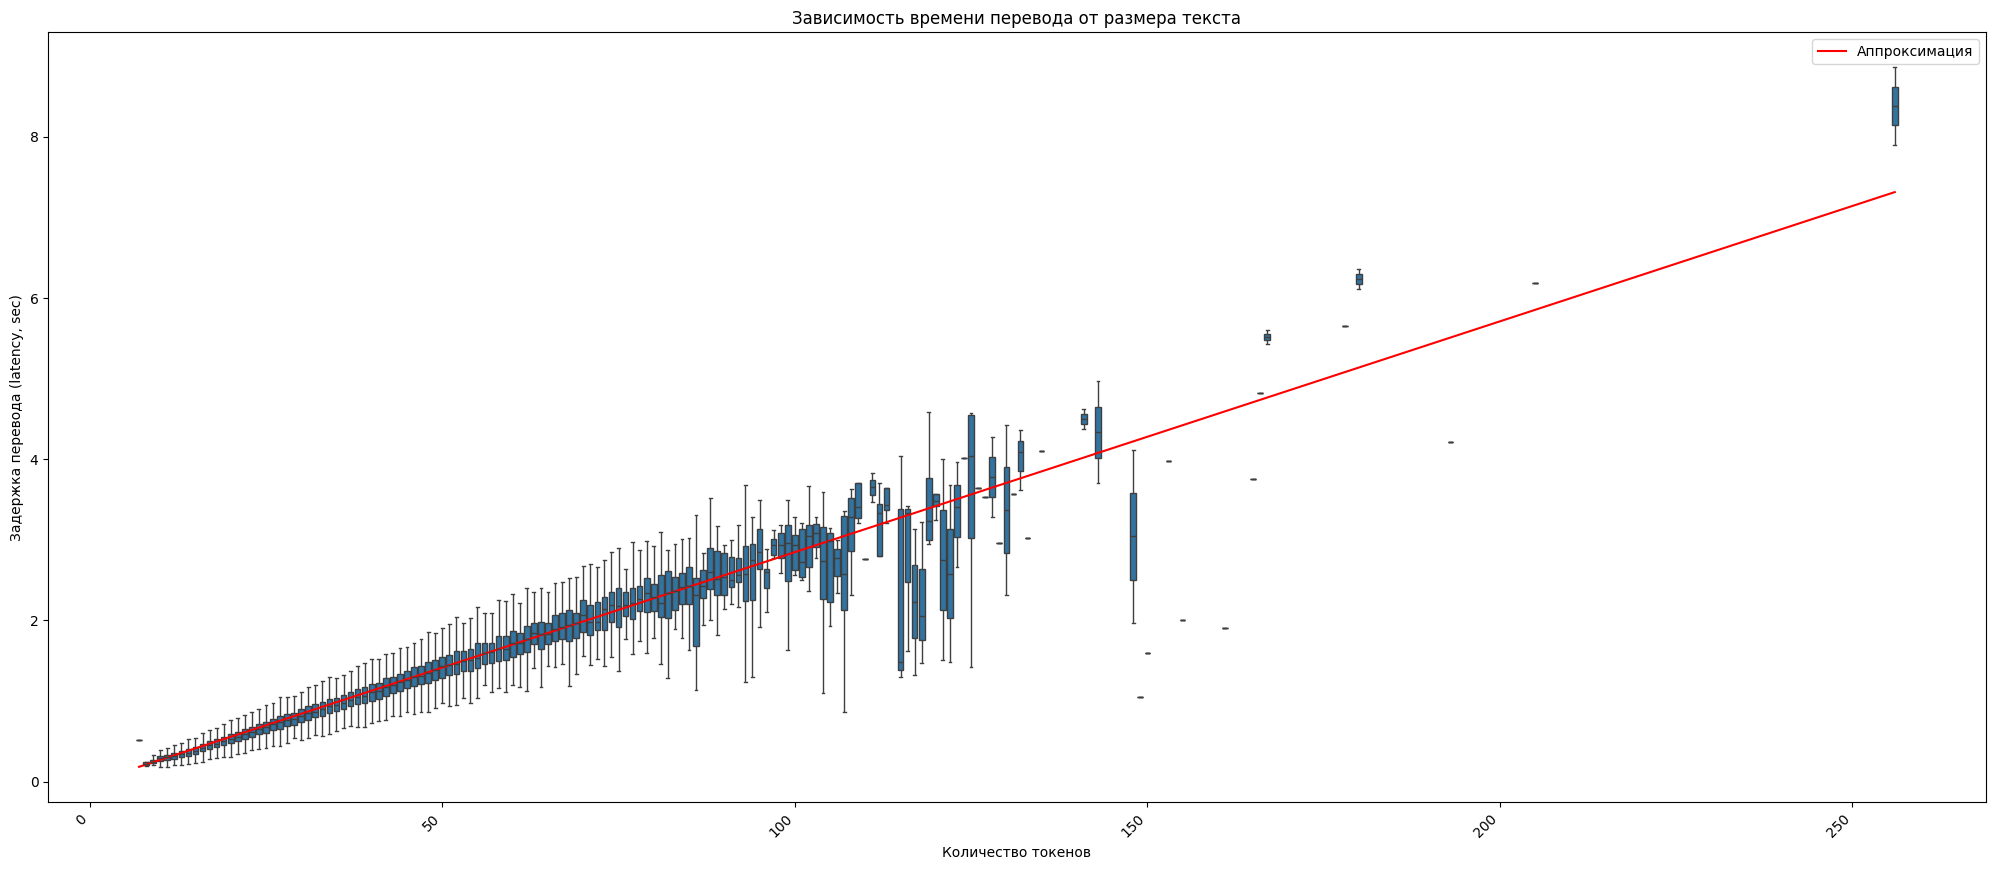 Зависимость времени перевода от размера текста
Аппроксимация
Задержка перевода (latency, sec)
8
6
4
2
0
0
50
100
150
200
250
Количество токенов